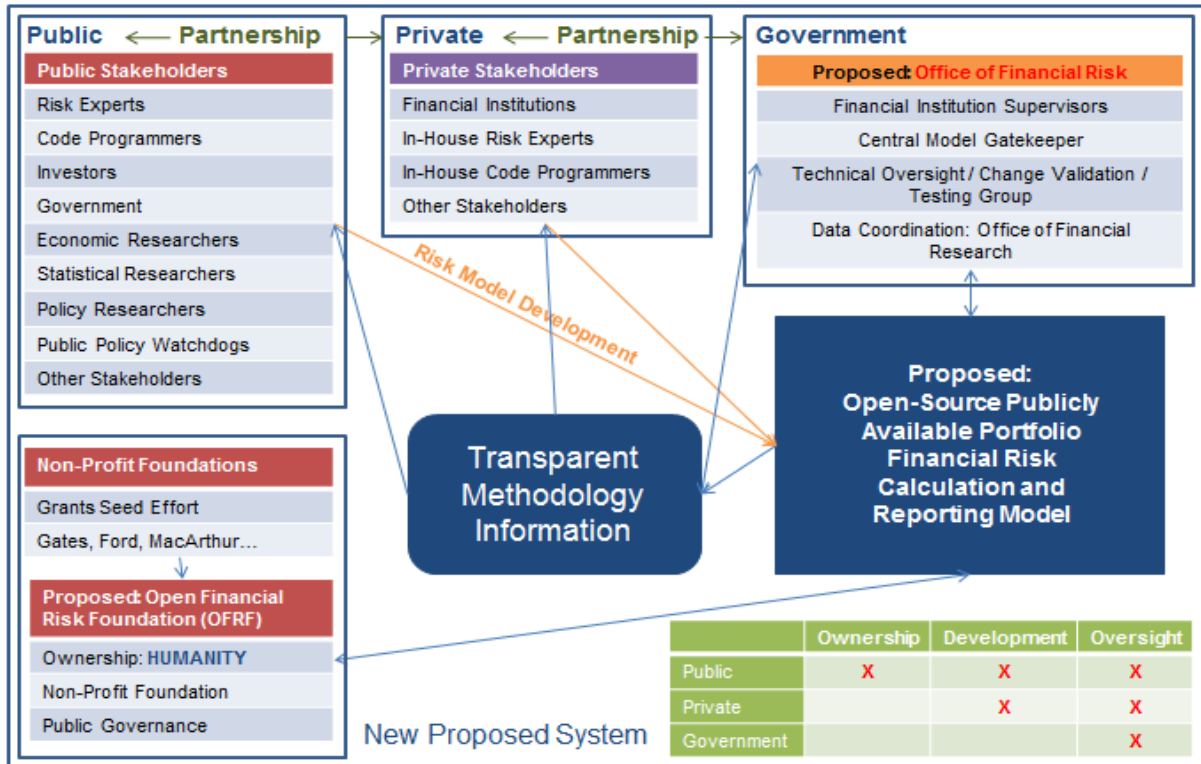 Public ← Partnership → Private ← Partnership → Government
Public Stakeholders
Risk Experts
Code Programmers
Investors
Government
Economic Researchers
Statistical Researchers
Policy Researchers
Public Policy Watchdogs
Other Stakeholders
Private Stakeholders
Financial Institutions
In-House Risk Experts
In-House Code Programmers
Other Stakeholders
Proposed: Office of Financial Risk
Financial Institution Supervisors
Central Model Gatekeeper
Technical Oversight / Change Validation /
Testing Group
Data Coordination: Office of Financial
Research
Risk Model Development
Transparent
Methodology
Information
Proposed:
Open-Source Publicly
Available Portfolio
Financial Risk
Calculation and
Reporting Model
Non-Profit Foundations
Grants Seed Effort
Gates, Ford, MacArthur…
Proposed: Open Financial
Risk Foundation (OFRF)
Ownership: HUMANITY
Non-Profit Foundation
Public Governance
New Proposed System
Ownership Development Oversight
Public X X X
Private X X
Government X